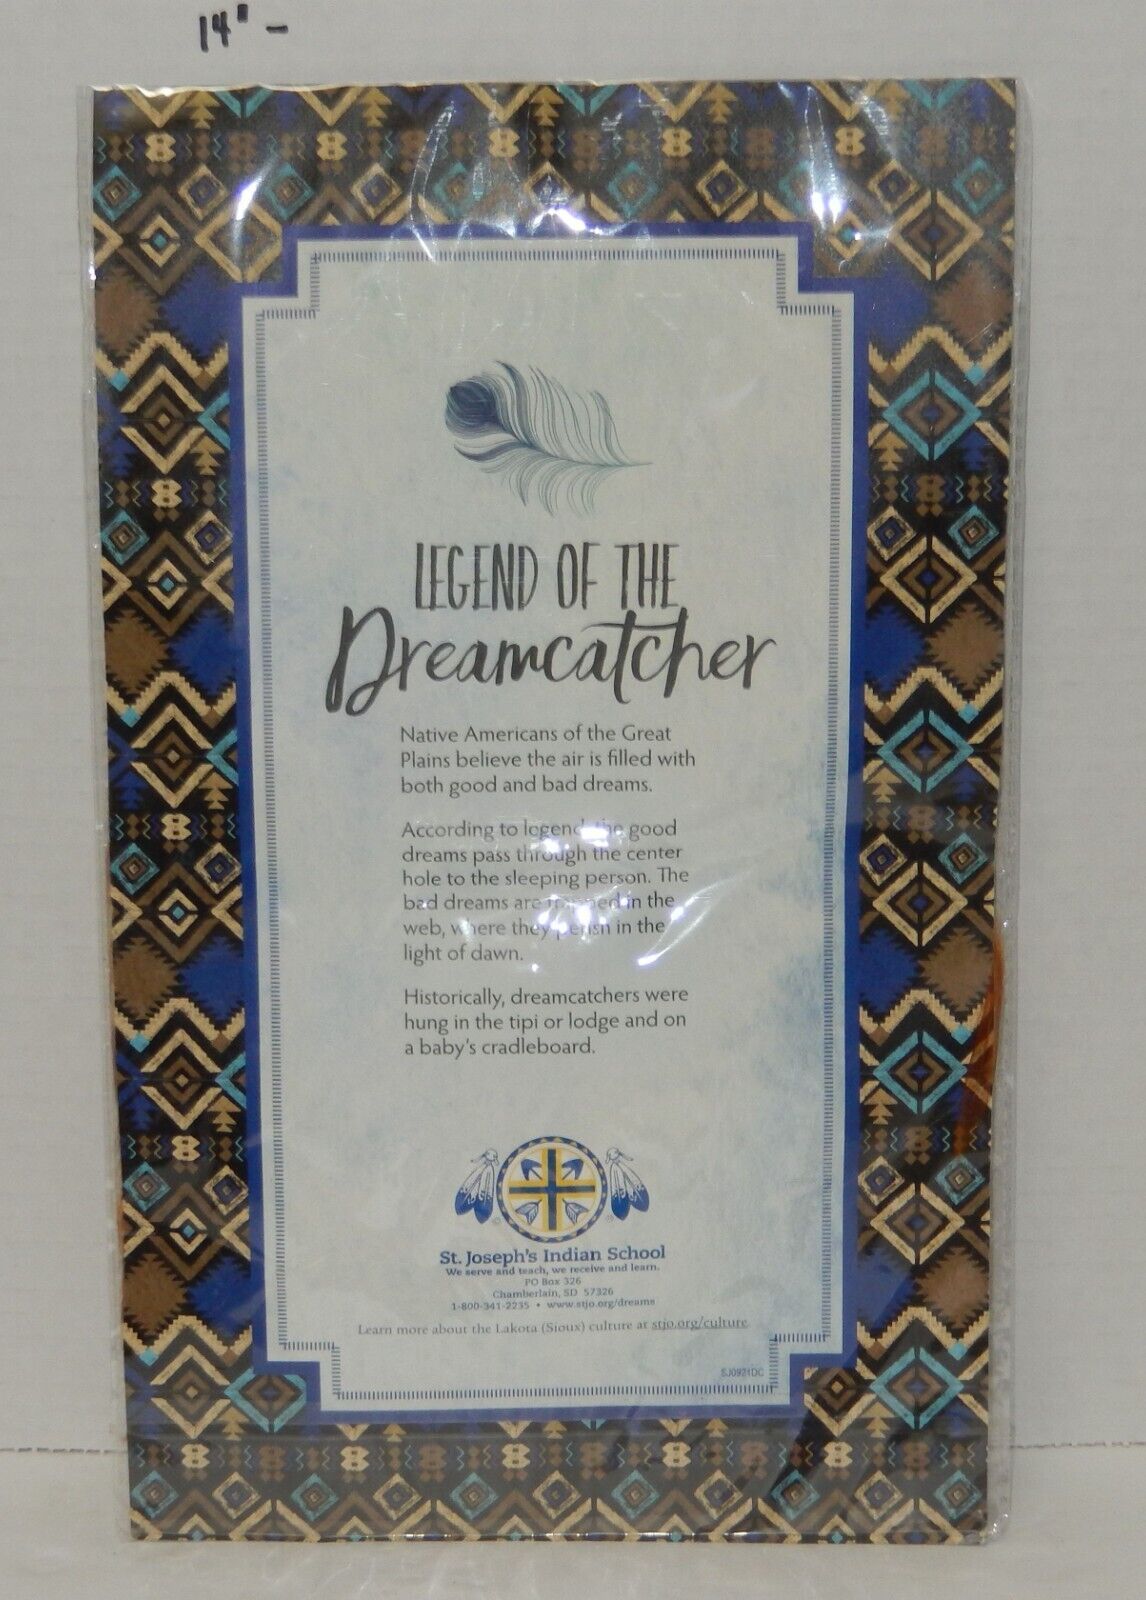 14" -
LEGEND OF THE
Dreamcatcher
Native Americans of the Great
Plains believe the air is filled with
both good and bad dreams.
According to legend, the good
dreams pass through the center
hole to the sleeping person. The
bad dreams are trapped in the
web, where they perish in the
light of dawn.
Historically, dreamcatchers were
hung in the tipi or lodge and on
a baby's cradleboard.
St. Joseph's Indian School
We serve and teach, we receive and learn.
PO Box 326
Chamberlain, SD 57326
1-800-341-2235 • www.stjo.org/dreams
Learn more about the Lakota (Sioux) culture at stjo.org/culture
SJ0921DC